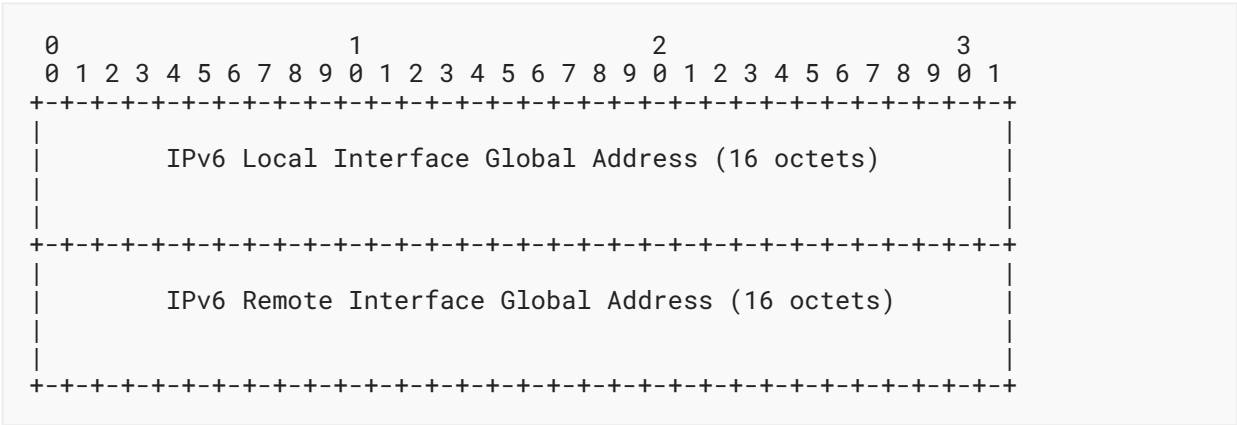 0                   1                   2                   3
 0 1 2 3 4 5 6 7 8 9 0 1 2 3 4 5 6 7 8 9 0 1 2 3 4 5 6 7 8 9 0 1
+-+-+-+-+-+-+-+-+-+-+-+-+-+-+-+-+-+-+-+-+-+-+-+-+-+-+-+-+-+-+-+-+
|                                                               |
|        IPv6 Local Interface Global Address (16 octets)        |
|                                                               |
|                                                               |
+-+-+-+-+-+-+-+-+-+-+-+-+-+-+-+-+-+-+-+-+-+-+-+-+-+-+-+-+-+-+-+-+
|                                                               |
|        IPv6 Remote Interface Global Address (16 octets)       |
|                                                               |
|                                                               |
+-+-+-+-+-+-+-+-+-+-+-+-+-+-+-+-+-+-+-+-+-+-+-+-+-+-+-+-+-+-+-+-+